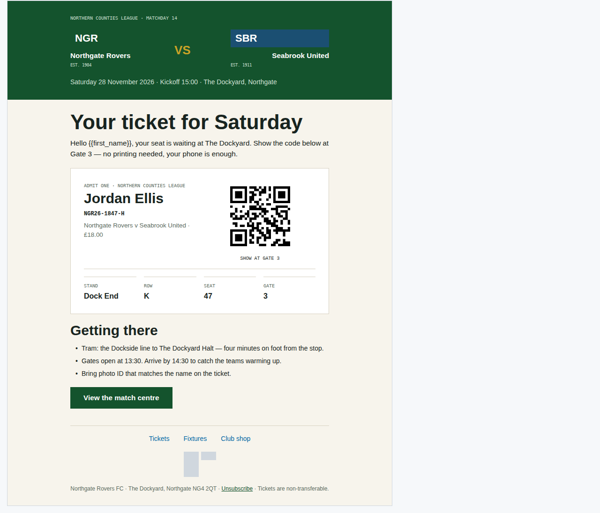 NORTHERN COUNTIES LEAGUE · MATCHDAY 14
NGR
Northgate Rovers
EST. 1904
VS
SBR
Seabrook United
EST. 1911
Saturday 28 November 2026 · Kickoff 15:00 · The Dockyard, Northgate
Your ticket for Saturday
Hello {{first_name}}, your seat is waiting at The Dockyard. Show the code below at
Gate 3 — no printing needed, your phone is enough.
ADMIT ONE · NORTHERN COUNTIES LEAGUE
Jordan Ellis
NGR26-1847-H
Northgate Rovers v Seabrook United ·
£18.00
SHOW AT GATE 3
STAND ROW SEAT GATE
Dock End K 47 3
Getting there
• Tram: the Dockside line to The Dockyard Halt — four minutes on foot from the stop.
• Gates open at 13:30. Arrive by 14:30 to catch the teams warming up.
• Bring photo ID that matches the name on the ticket.
View the match centre
Tickets Fixtures Club shop
Northgate Rovers FC · The Dockyard, Northgate NG4 2QT · Unsubscribe · Tickets are non-transferable.